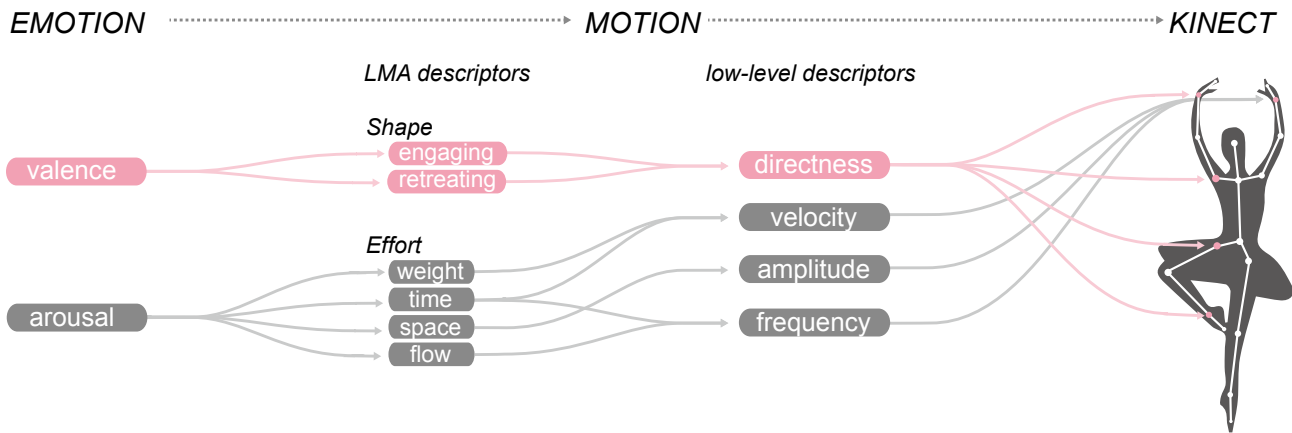 EMOTION
MOTION
KINECT
LMA descriptors
low-level descriptors
Shape
engaging
retreating
valence
directness
velocity
Effort
weight
time
space
flow
arousal
amplitude
frequency